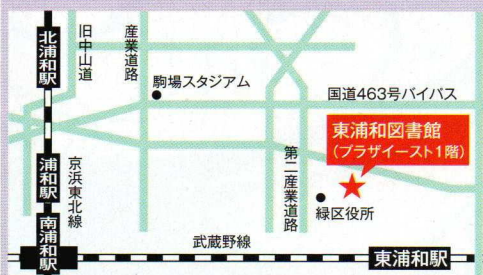 北浦和駅
旧中山道
産業道路
駒場スタジアム
国道463号バイパス
東浦和図書館
(プラザイースト1階)
浦和駅
京浜東北線
第二産業道路
緑区役所
南浦和駅
武蔵野線
東浦和駅